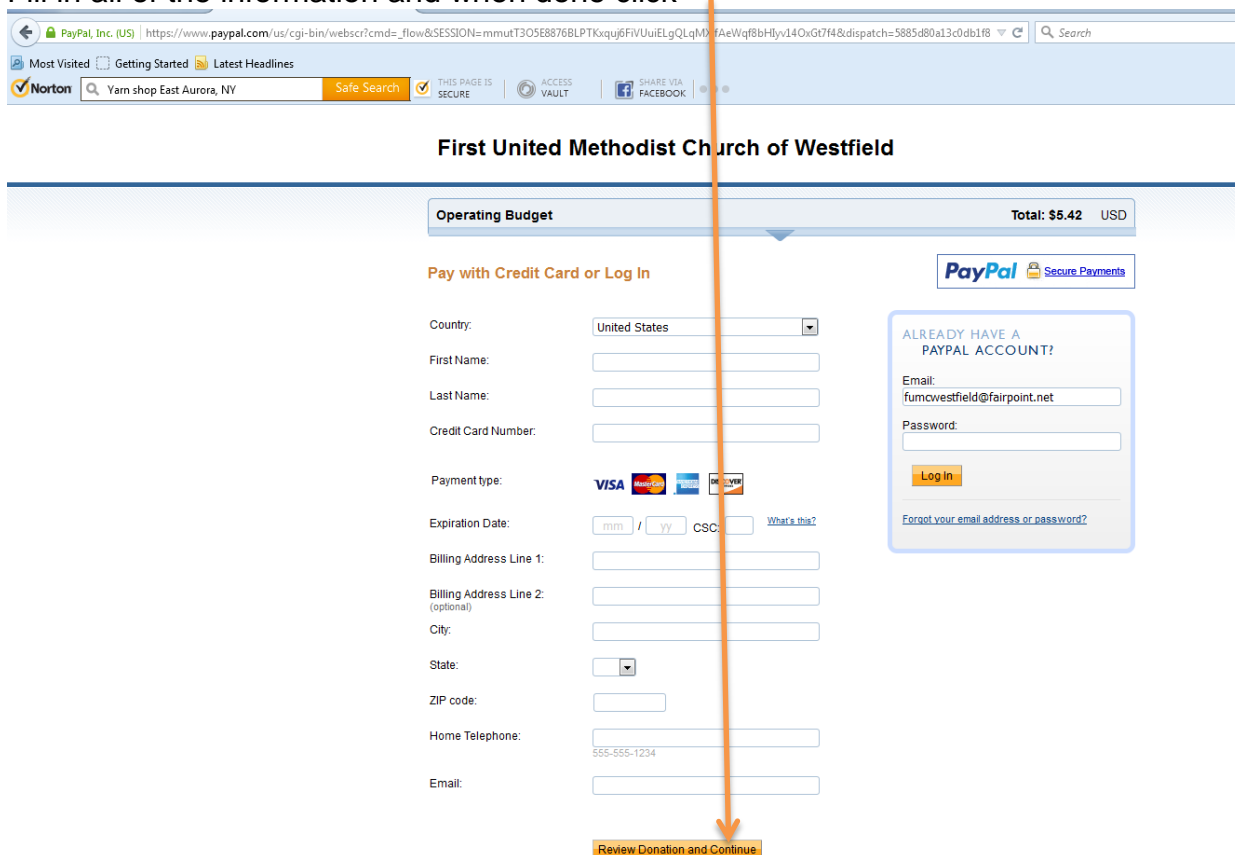 Fill in all of the information and when done click
PayPal, Inc. (US) https://www.paypal.com/us/cgi-bin/webscr?cmd=_flow&SESSION= Search
Most Visited Getting Started Latest Headlines
Norton Yarn shop East Aurora, NY Safe Search THIS PAGE IS SECURE ACCESS VAULT SHARE VIA FACEBOOK
First United Methodist Church of Westfield
Operating Budget Total: $5.42 USD
Pay with Credit Card or Log In
PayPal Secure Payments
Country: United States
First Name:
Last Name:
Credit Card Number:
Payment type: VISA MasterCard DISCOVER
Expiration Date: mm / yy CSC: What's this?
Billing Address Line 1:
Billing Address Line 2:
(optional)
City:
State:
ZIP code:
Home Telephone:
555-555-1234
Email:
Review Donation and Continue
ALREADY HAVE A
PAYPAL ACCOUNT?
Email:
fumcwestfield@fairpoint.net
Password:
Log In
Forgot your email address or password?